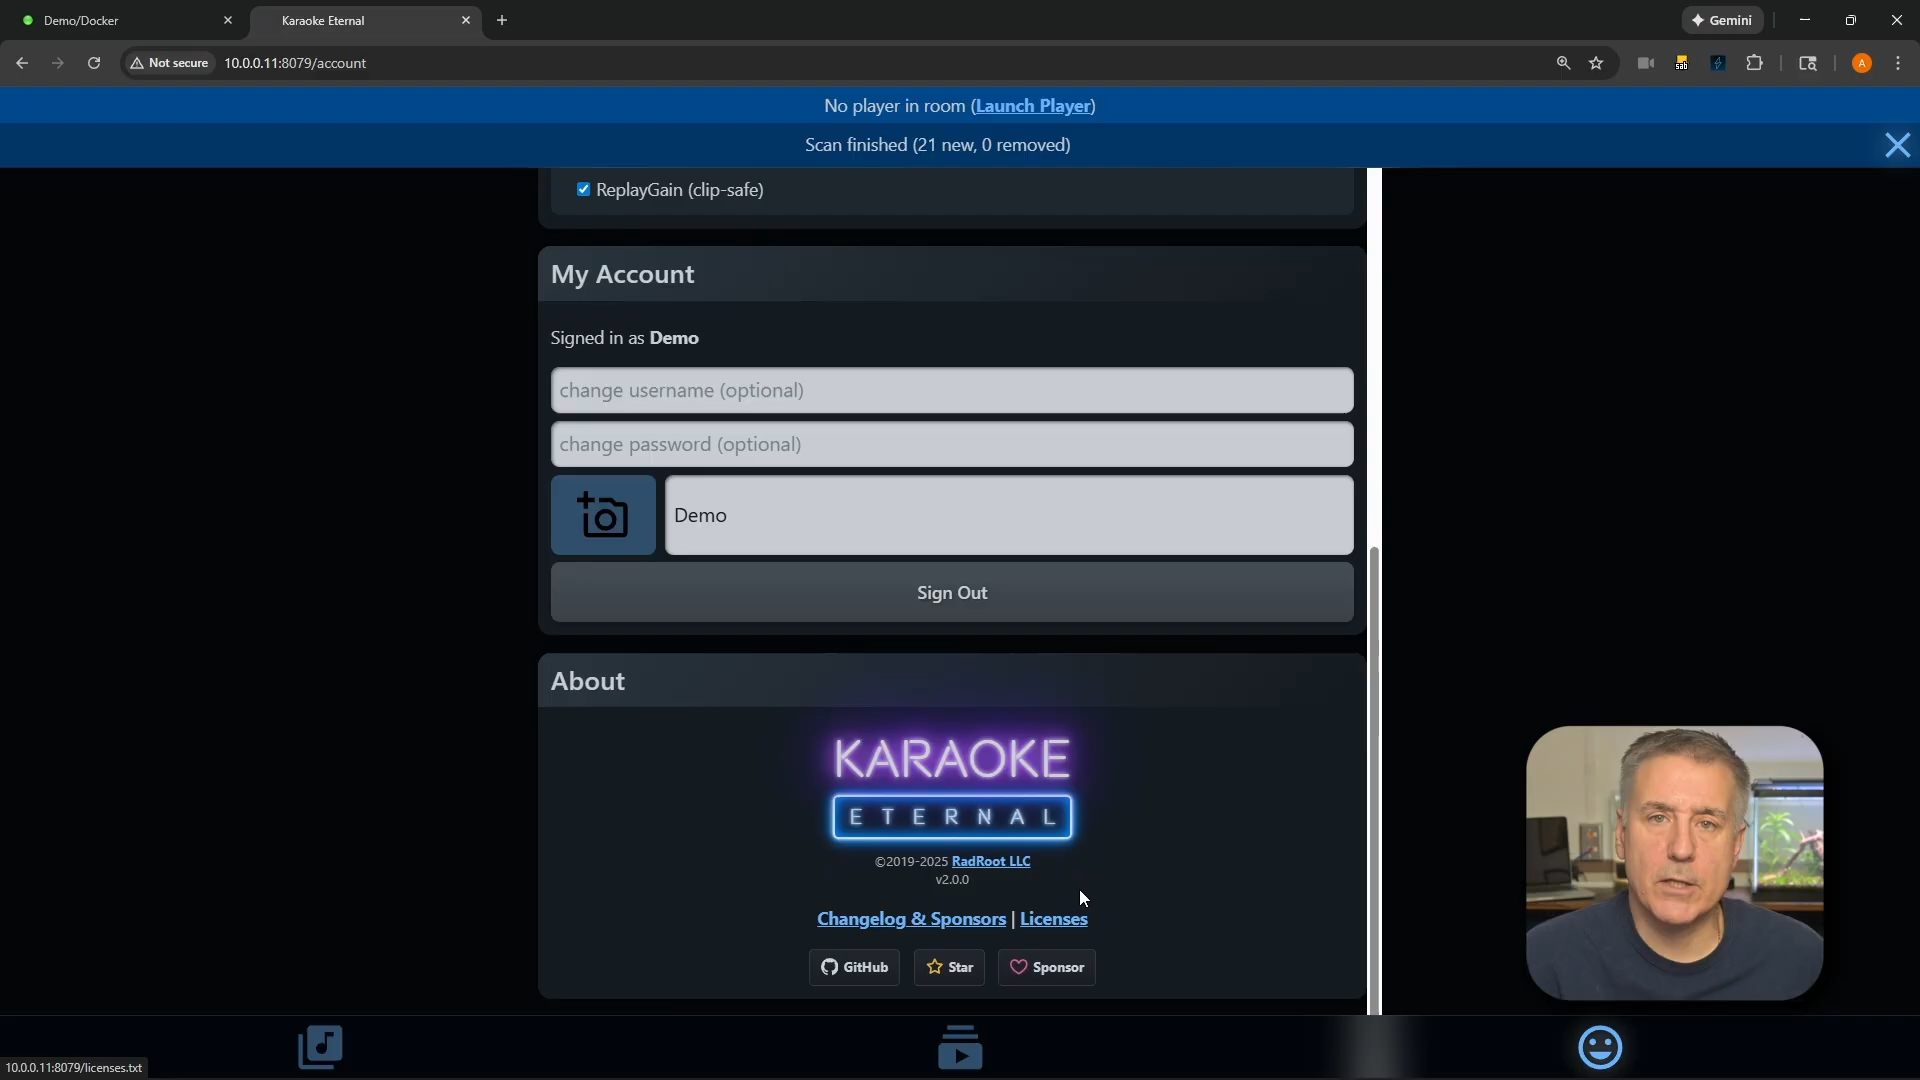 Demo/Docker
Karaoke Eternal
Gemini
Not secure
10.0.0.11:8079/account
sab
A
No player in room (Launch Player)
Scan finished (21 new, 0 removed)
ReplayGain (clip-safe)
My Account
Signed in as Demo
change username (optional)
change password (optional)
Demo
Sign Out
About
KARAOKE
ETERNAL
©2019-2025 RadRoot LLC
v2.0.0
Changelog & Sponsors | Licenses
GitHub
Star
Sponsor
10.0.0.11:8079/licenses.txt